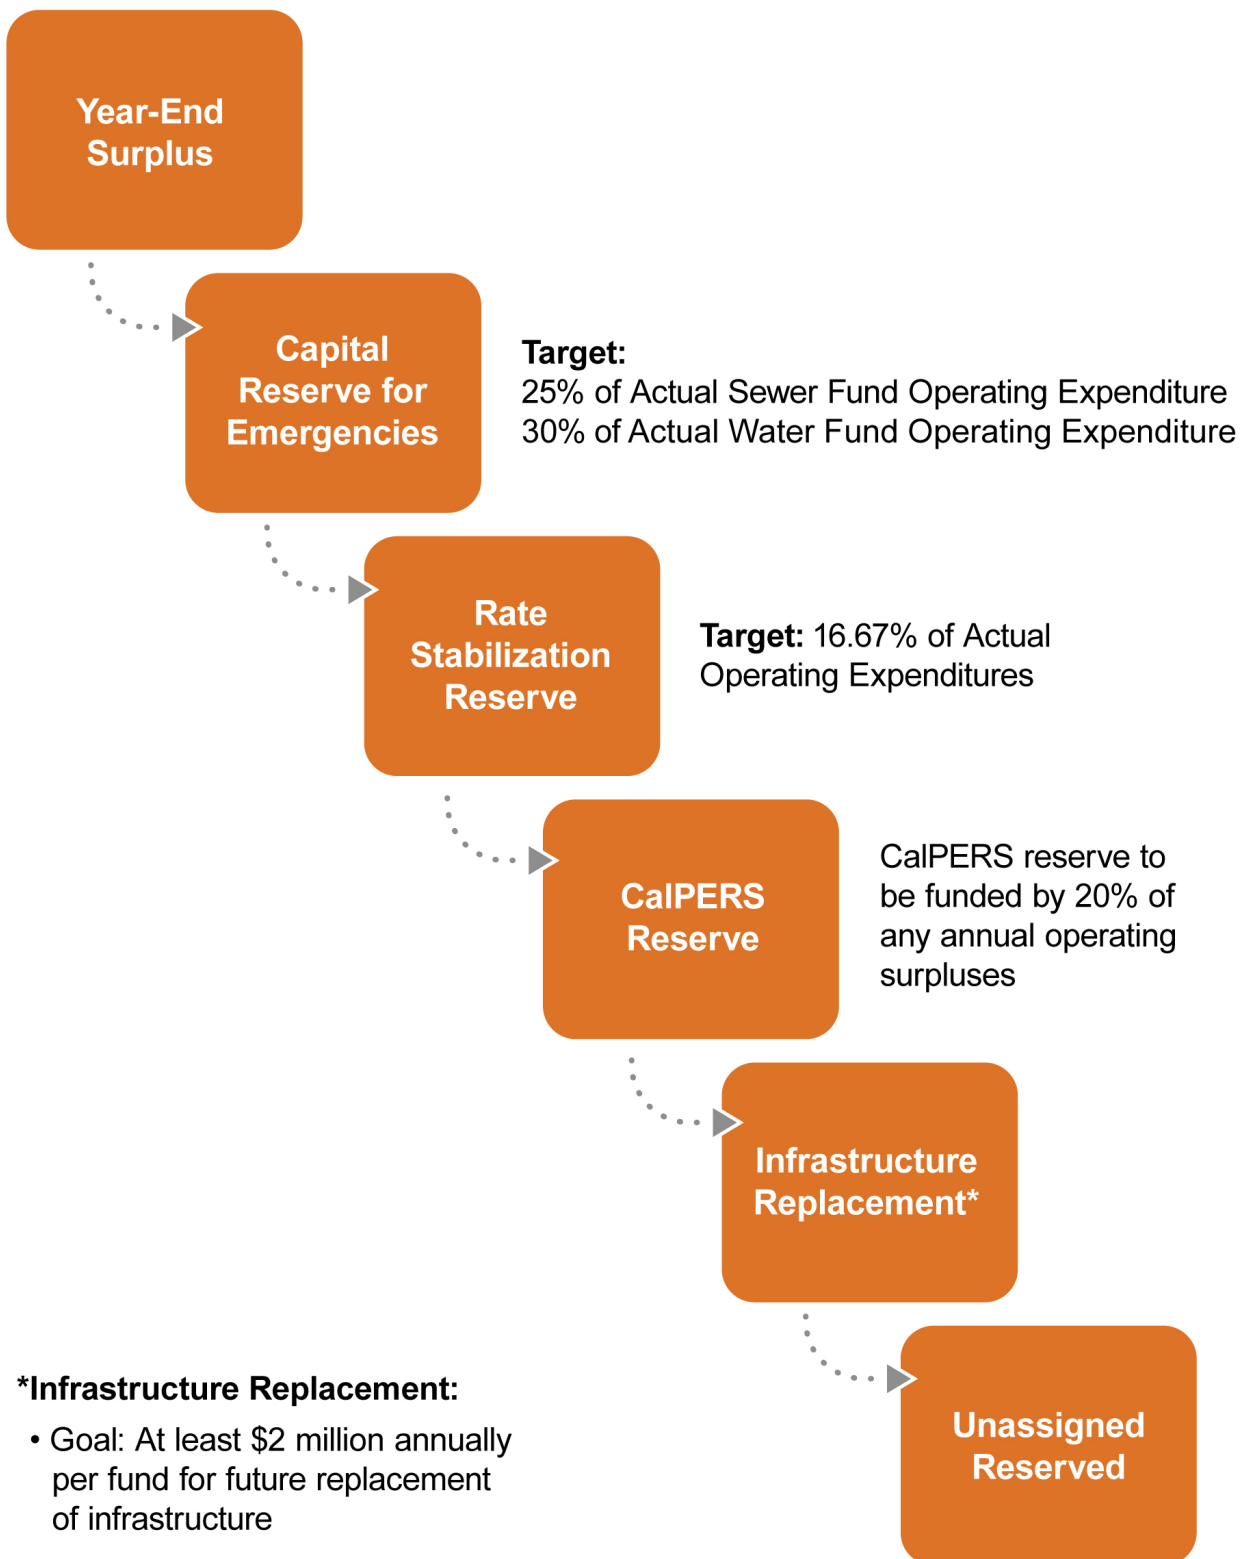 Year-End
Surplus
Capital
Reserve for
Emergencies
Target:
25% of Actual Sewer Fund Operating Expenditure
30% of Actual Water Fund Operating Expenditure
Rate
Stabilization
Reserve
Target: 16.67% of Actual
Operating Expenditures
CalPERS
Reserve
CalPERS reserve to
be funded by 20% of
any annual operating
surpluses
Infrastructure
Replacement*
Unassigned
Reserved
*Infrastructure Replacement:
• Goal: At least $2 million annually
per fund for future replacement
of infrastructure